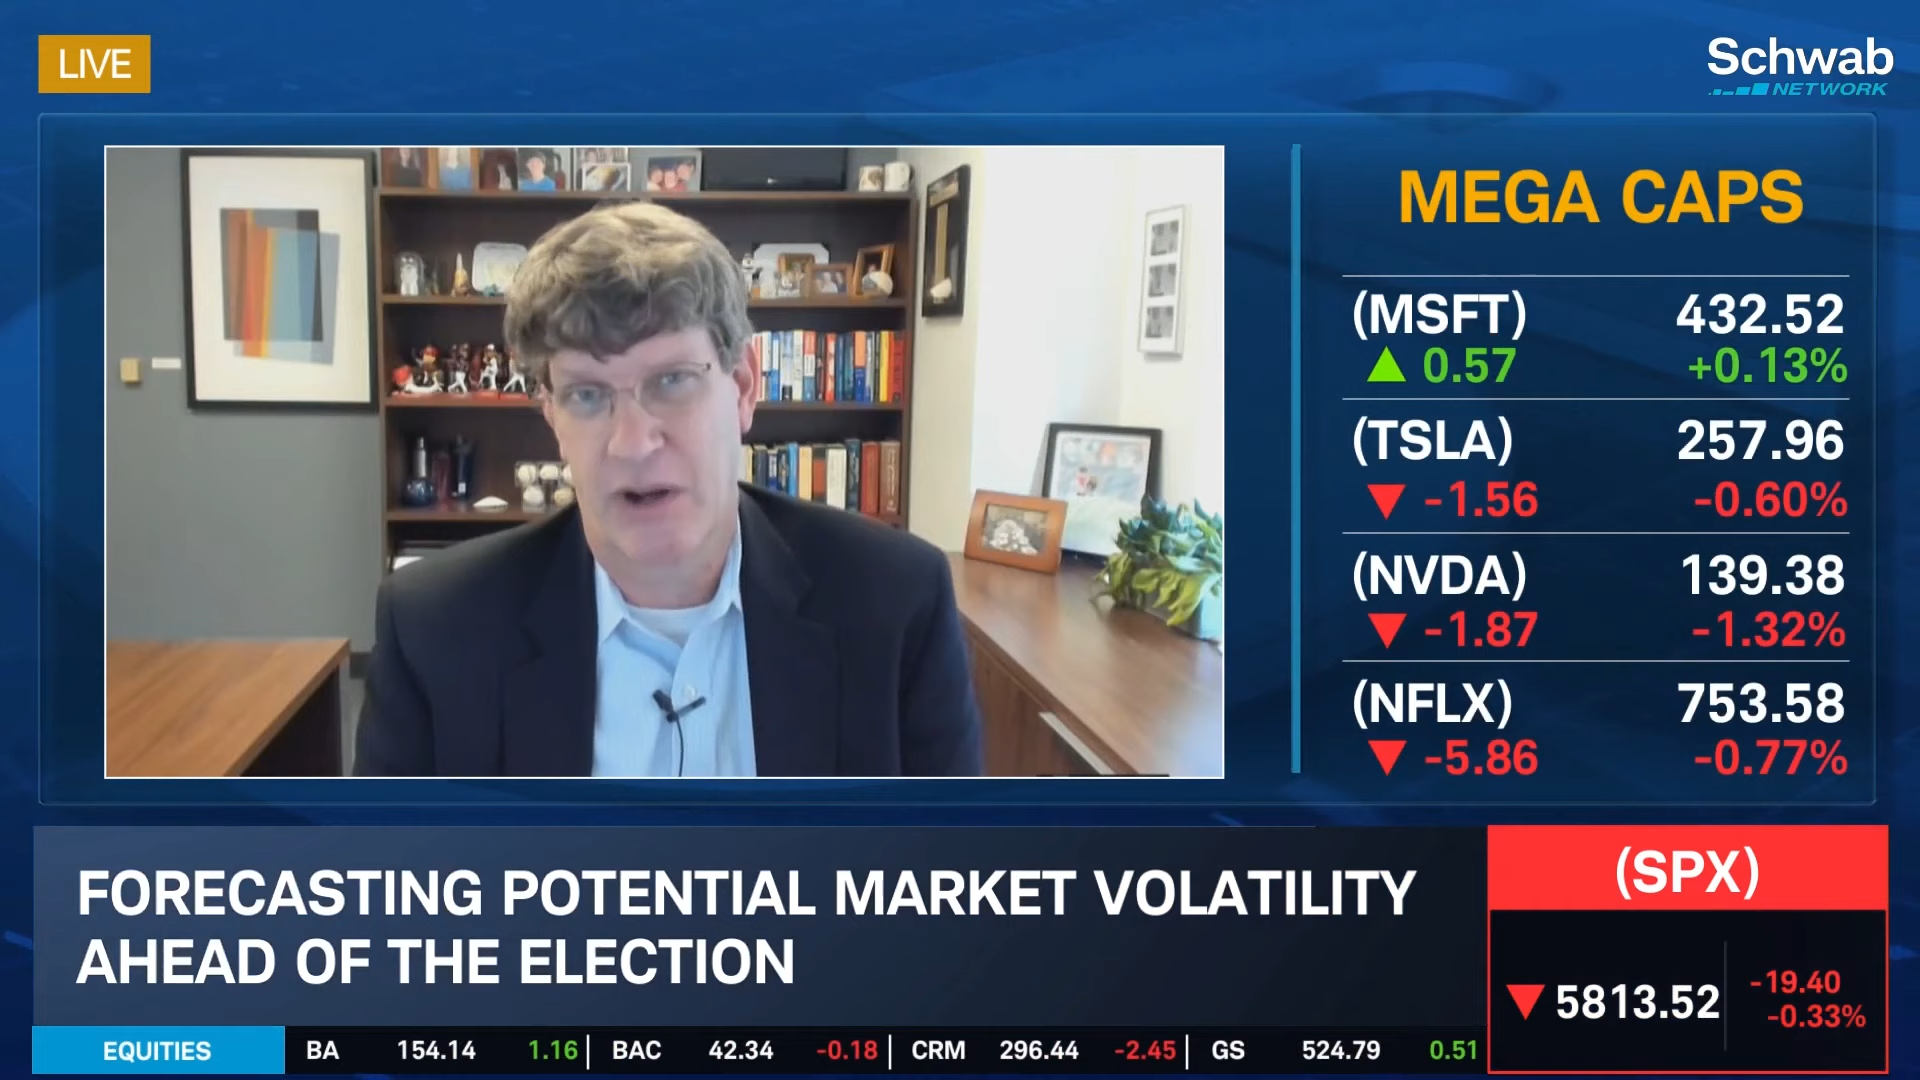 LIVE
Schwab
NETWORK
MEGA CAPS
(MSFT) 432.52
▲ 0.57 +0.13%
(TSLA) 257.96
▼ -1.56 -0.60%
(NVDA) 139.38
▼ -1.87 -1.32%
(NFLX) 753.58
▼ -5.86 -0.77%
FORECASTING POTENTIAL MARKET VOLATILITY
AHEAD OF THE ELECTION
(SPX)
▼ 5813.52 -19.40
-0.33%
EQUITIES BA 154.14 1.16 BAC 42.34 -0.18 CRM 296.44 -2.45 GS 524.79 0.51